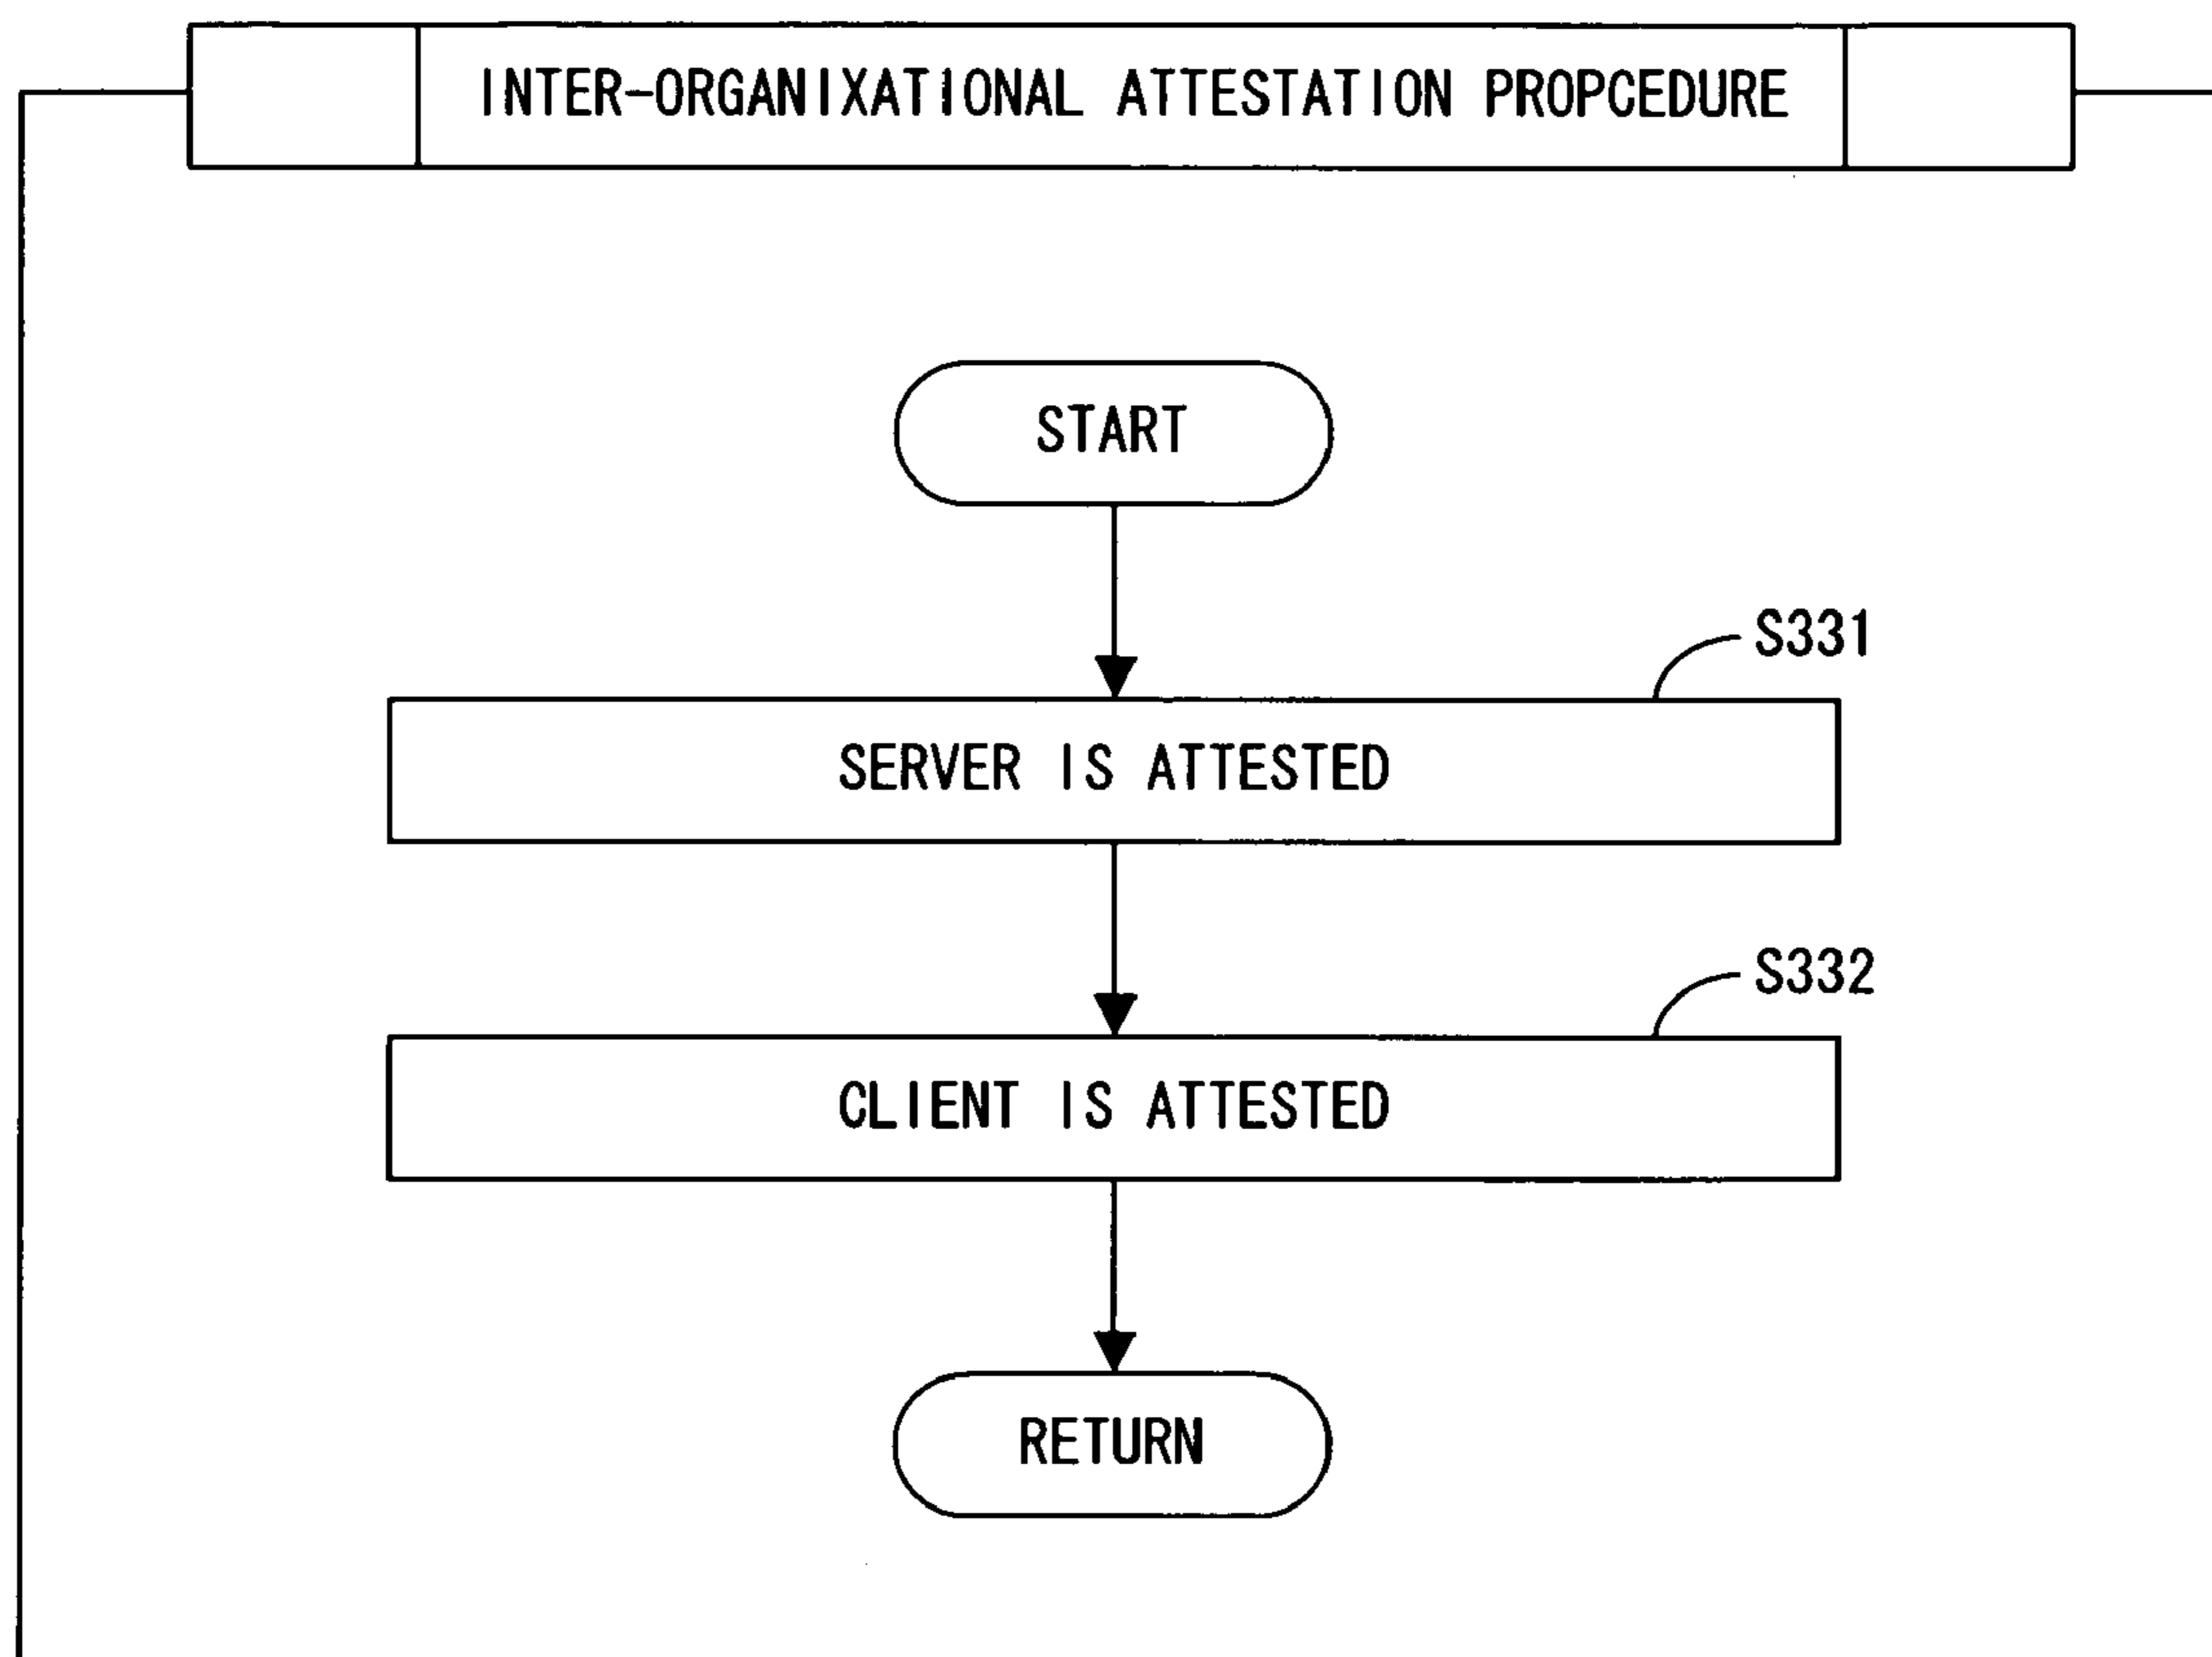 INTER-ORGANIXATIONAL ATTESTATION PROPCEDURE
START
S331
SERVER IS ATTESTED
S332
CLIENT IS ATTESTED
RETURN